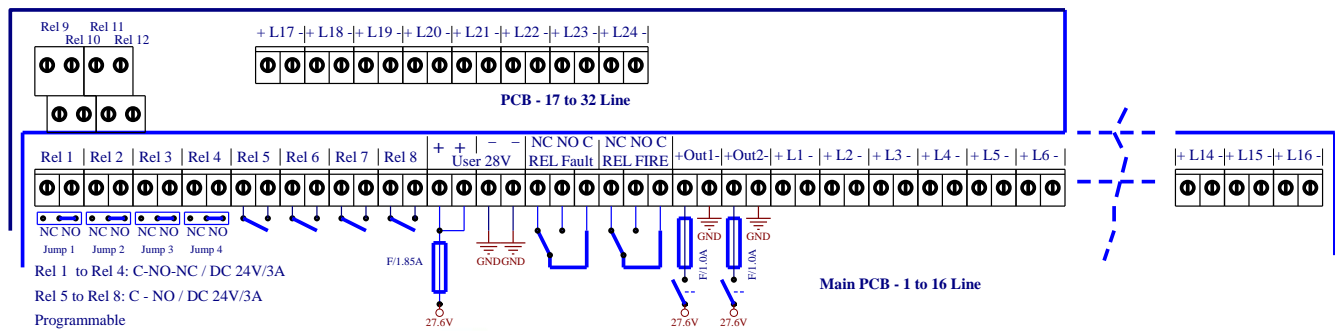 Rel 9 Rel 11
Rel 10 Rel 12
+ L17 -|+ L18 -|+ L19 -|+ L20 -|+ L21 -|+ L22 -|+ L23 -|+ L24 -|
PCB - 17 to 32 Line
Rel 1 | Rel 2 | Rel 3 | Rel 4 | Rel 5 | Rel 6 | Rel 7 | Rel 8
+ + − −
User 28V
NC NO C
REL Fault
NC NO C
REL FIRE
+Out1-|+Out2-|+ L1 -|+ L2 -|+ L3 -|+ L4 -|+ L5 -|+ L6 -|
+ L14 -|+ L15 -|+ L16 -|
NC NO NC NO NC NO NC NO
Jump 1 Jump 2 Jump 3 Jump 4
GND GND
GND GND
F/1.85A
F/1.0A
F/1.0A
27.6V
27.6V 27.6V
Rel 1 to Rel 4: C-NO-NC / DC 24V/3A
Rel 5 to Rel 8: C - NO / DC 24V/3A
Programmable
Main PCB - 1 to 16 Line